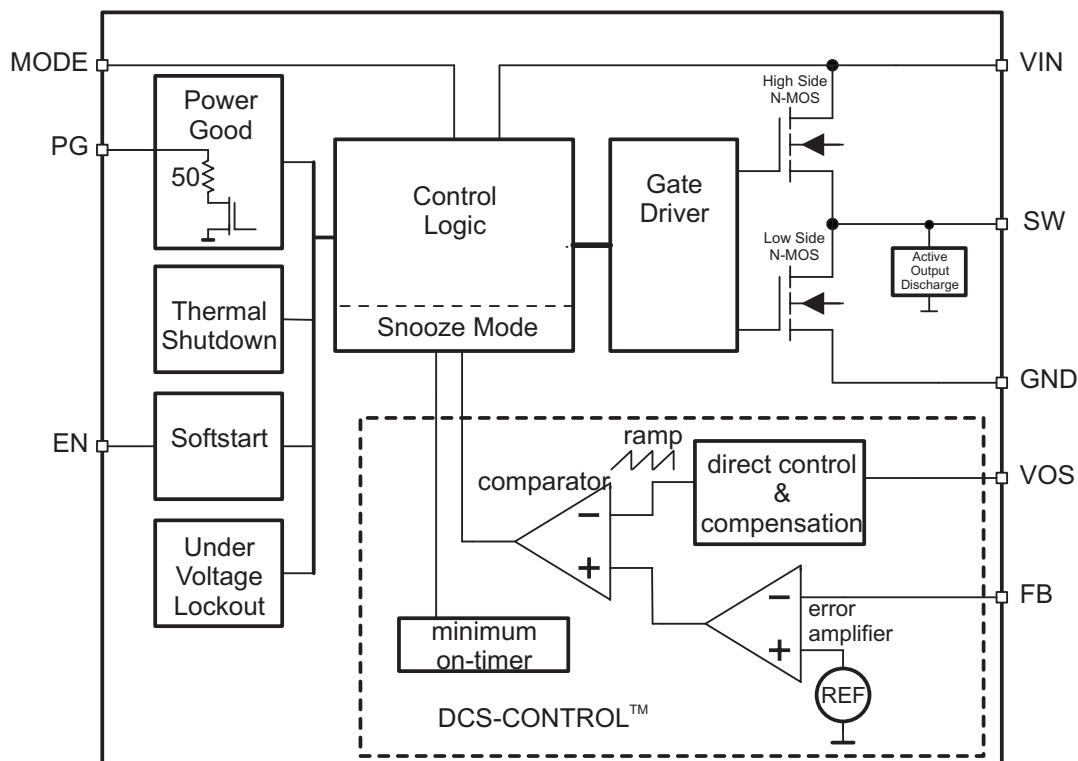 MODE
VIN
High Side
N-MOS
Power
Good
PG
50
Control
Logic
Gate
Driver
SW
Low Side
N-MOS
Active
Output
Discharge
Thermal
Shutdown
Snooze Mode
GND
EN
Softstart
ramp
comparator
direct control
&
compensation
VOS
Under
Voltage
Lockout
FB
error
amplifier
minimum
on-timer
REF
DCS-CONTROL™